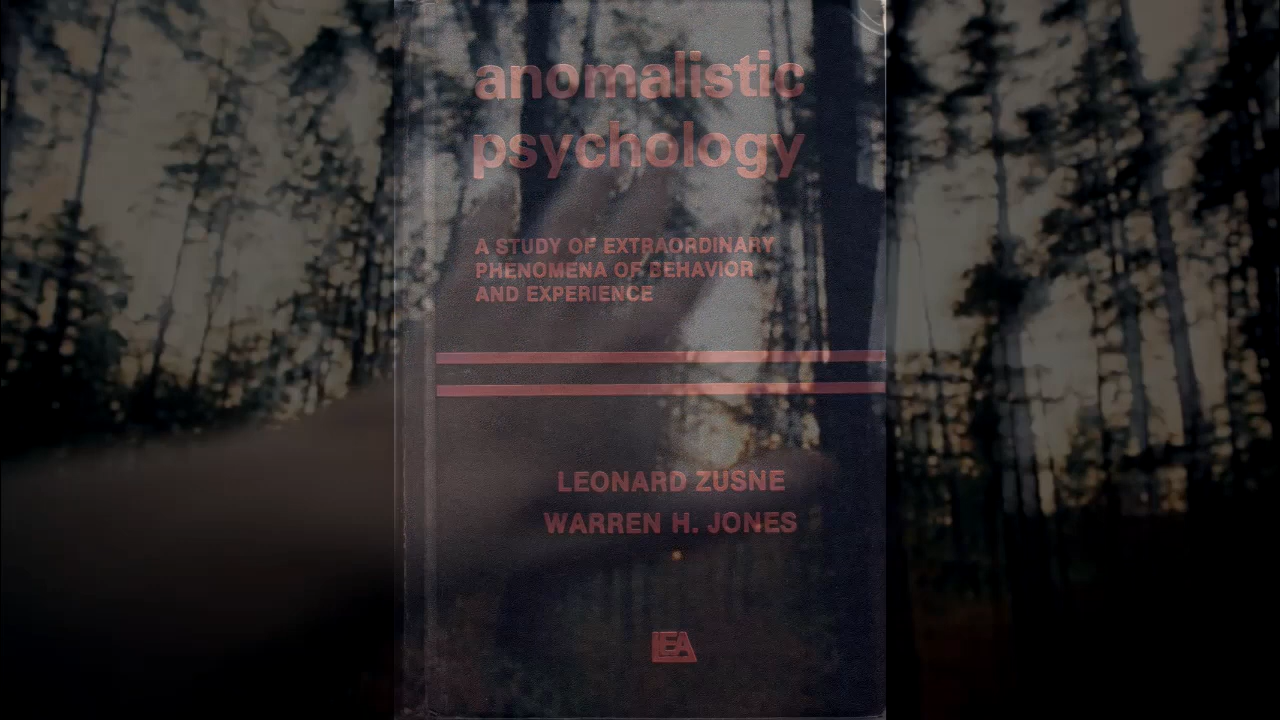 anomalistic
psychology
A STUDY OF EXTRAORDINARY
PHENOMENA OF BEHAVIOR
AND EXPERIENCE
LEONARD ZUSNE
WARREN H. JONES
LEA